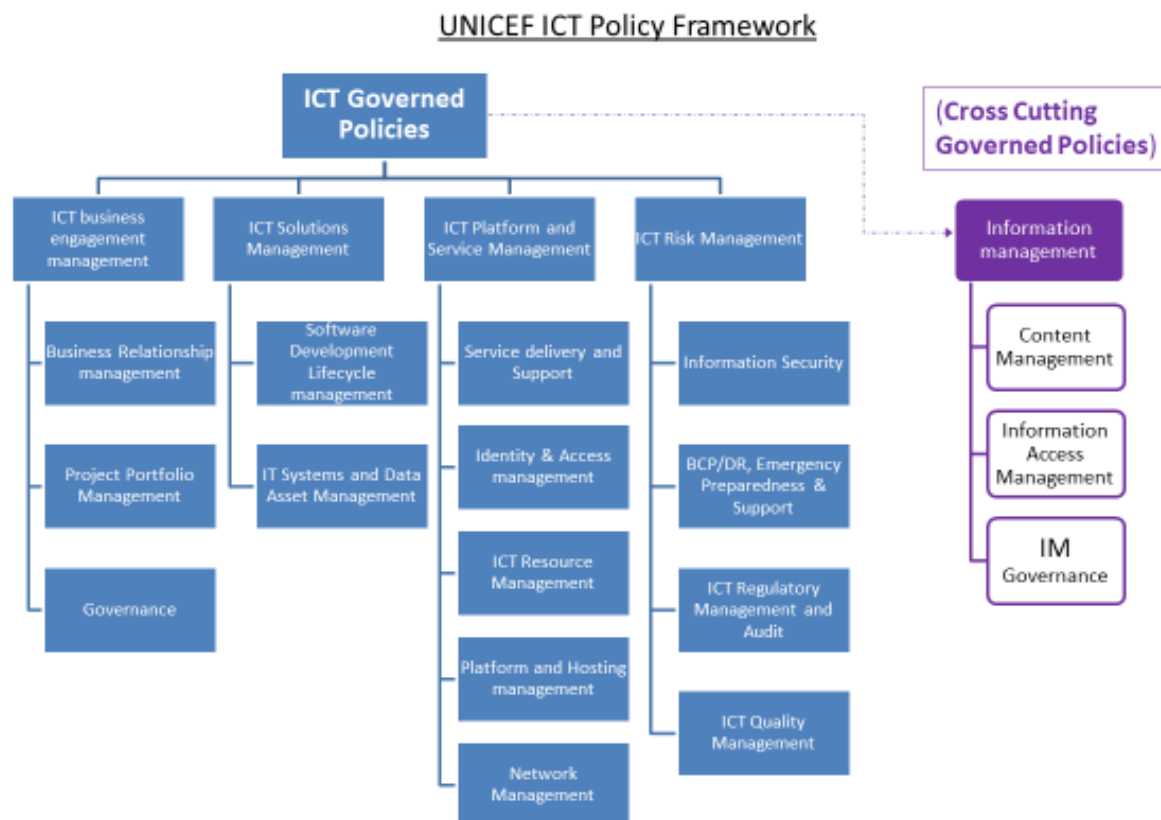 UNICEF ICT Policy Framework
ICT Governed
Policies
(Cross Cutting
Governed Policies)
ICT business
engagement
management
ICT Solutions
Management
ICT Platform and
Service Management
ICT Risk Management
Information
management
Business Relationship
management
Project Portfolio
Management
Governance
Software
Development
Lifecycle
management
IT Systems and Data
Asset Management
Service delivery and
Support
Identity & Access
management
ICT Resource
Management
Platform and Hosting
management
Network
Management
Information Security
BCP/DR, Emergency
Preparedness &
Support
ICT Regulatory
Management and
Audit
ICT Quality
Management
Content
Management
Information
Access
Management
IM
Governance